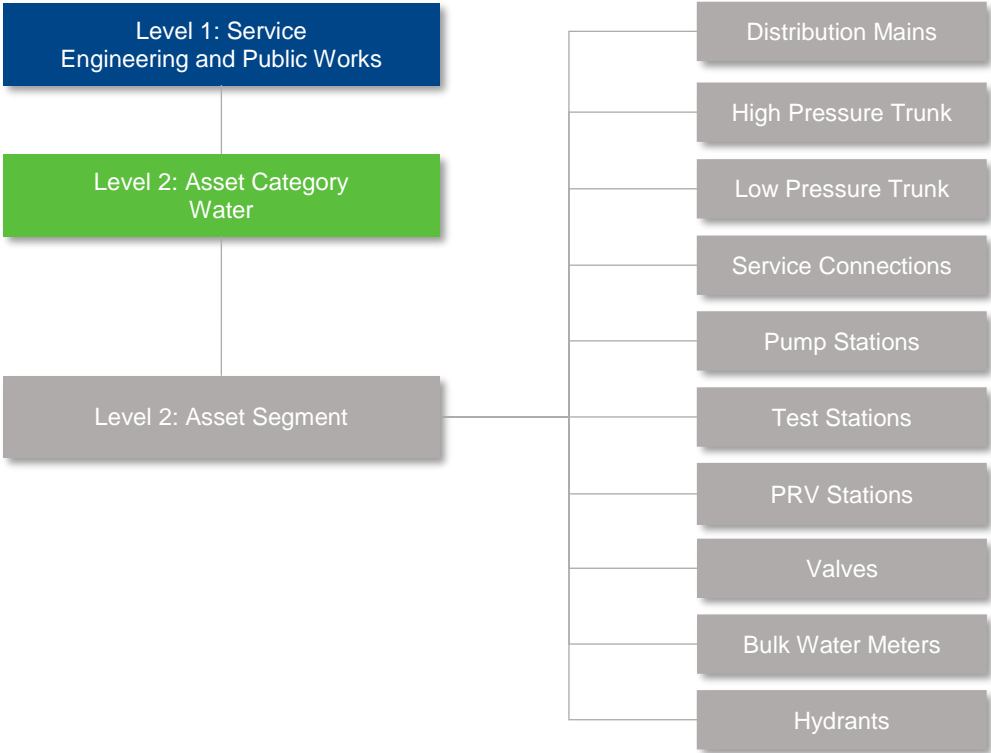 Level 1: Service
Engineering and Public Works
Level 2: Asset Category
Water
Level 2: Asset Segment
Distribution Mains
High Pressure Trunk
Low Pressure Trunk
Service Connections
Pump Stations
Test Stations
PRV Stations
Valves
Bulk Water Meters
Hydrants